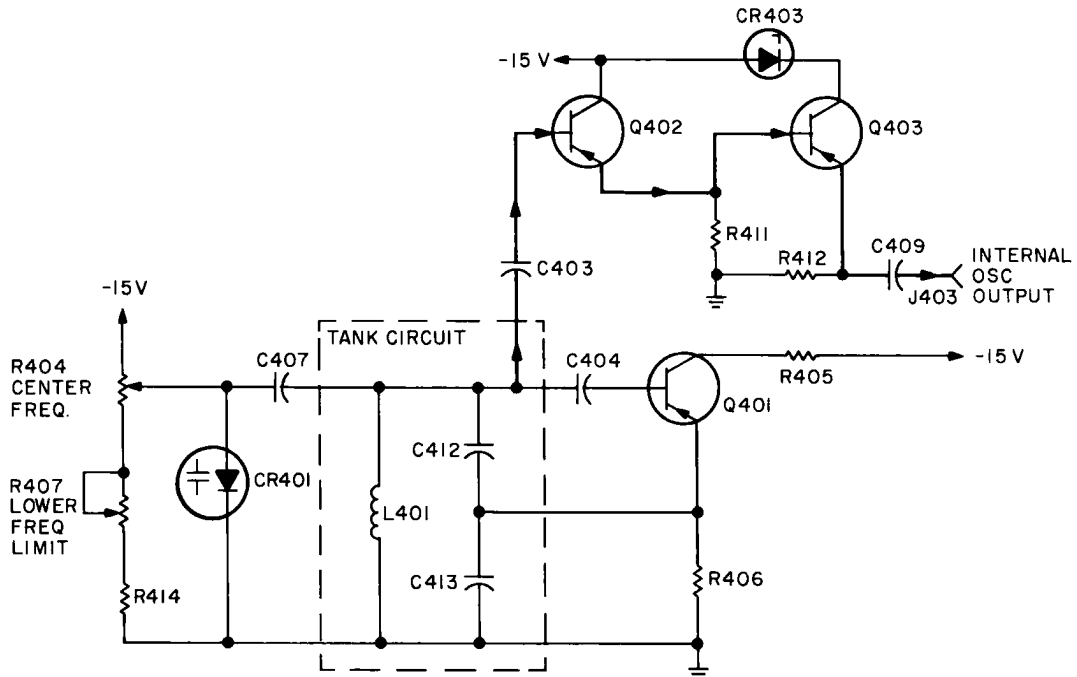 CR403
-15 V
Q402
Q403
R411
C403
R412
C409
INTERNAL
OSC
OUTPUT
J403
-15V
TANK CIRCUIT
R404
CENTER
FREQ.
C407
C404
R405
-15 V
Q401
C412
CR401
R407
LOWER
FREQ
LIMIT
L401
C413
R406
R414